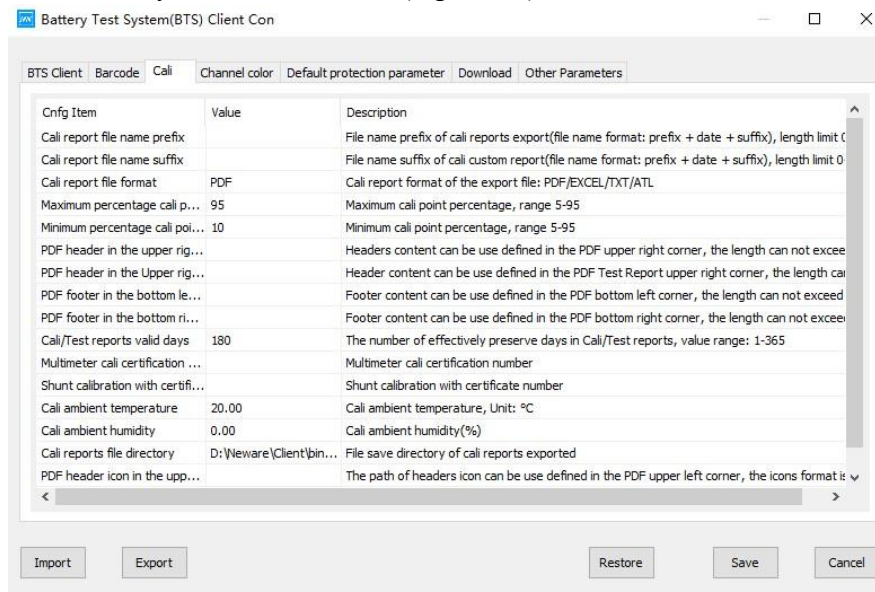 Battery Test System(BTS) Client Con
BTS Client Barcode Cali Channel color Default protection parameter Download Other Parameters
Cnfg Item Value Description
Cali report file name prefix File name prefix of cali reports export(file name format: prefix + date + suffix), length limit 0
Cali report file name suffix File name suffix of cali custom report(file name format: prefix + date + suffix), length limit 0
Cali report file format PDF Cali report format of the export file: PDF/EXCEL/TXT/ATL
Maximum percentage cali p... 95 Maximum cali point percentage, range 5-95
Minimum percentage cali poi... 10 Minimum cali point percentage, range 5-95
PDF header in the upper rig... Headers content can be use defined in the PDF upper right corner, the length can not excee
PDF header in the Upper rig... Header content can be use defined in the PDF Test Report upper right corner, the length ca
PDF footer in the bottom le... Footer content can be use defined in the PDF bottom left corner, the length can not exceed
PDF footer in the bottom ri... Footer content can be use defined in the PDF bottom right corner, the length can not excee
Cali/Test reports valid days 180 The number of effectively preserve days in Cali/Test reports, value range: 1-365
Multimeter cali certification ... Multimeter cali certification number
Shunt calibration with certifi... Shunt calibration with certificate number
Cali ambient temperature 20.00 Cali ambient temperature, Unit: °C
Cali ambient humidity 0.00 Cali ambient humidity(%)
Cali reports file directory D:\Neware\Client\bin... File save directory of cali reports exported
PDF header icon in the upp... The path of headers icon can be use defined in the PDF upper left corner, the icons format is
Import Export Restore Save Cancel